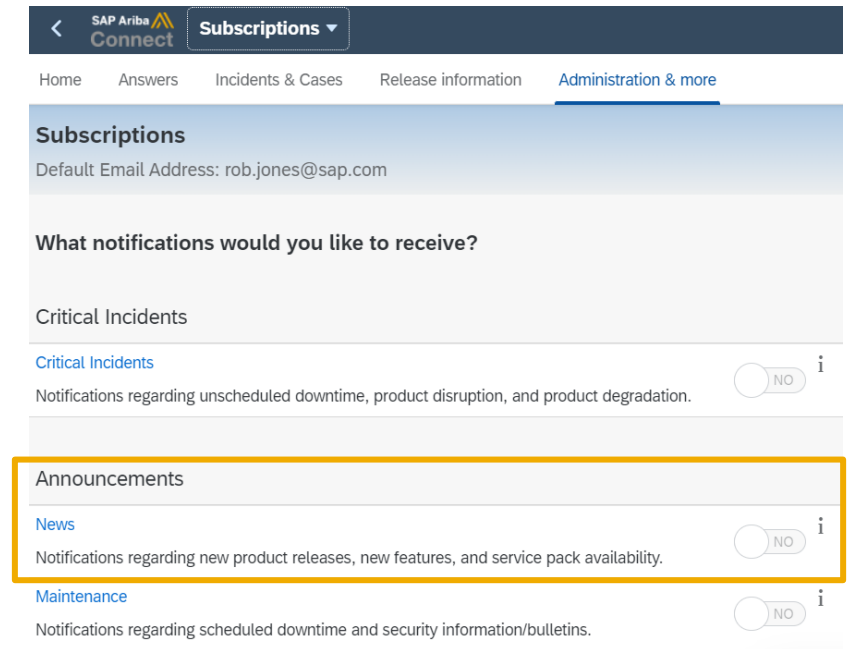 SAP Ariba
Connect
Subscriptions
Home Answers Incidents & Cases Release information Administration & more
Subscriptions
Default Email Address: rob.jones@sap.com
What notifications would you like to receive?
Critical Incidents
Critical Incidents
NO
i
Notifications regarding unscheduled downtime, product disruption, and product degradation.
Announcements
News
NO
i
Notifications regarding new product releases, new features, and service pack availability.
Maintenance
NO
i
Notifications regarding scheduled downtime and security information/bulletins.